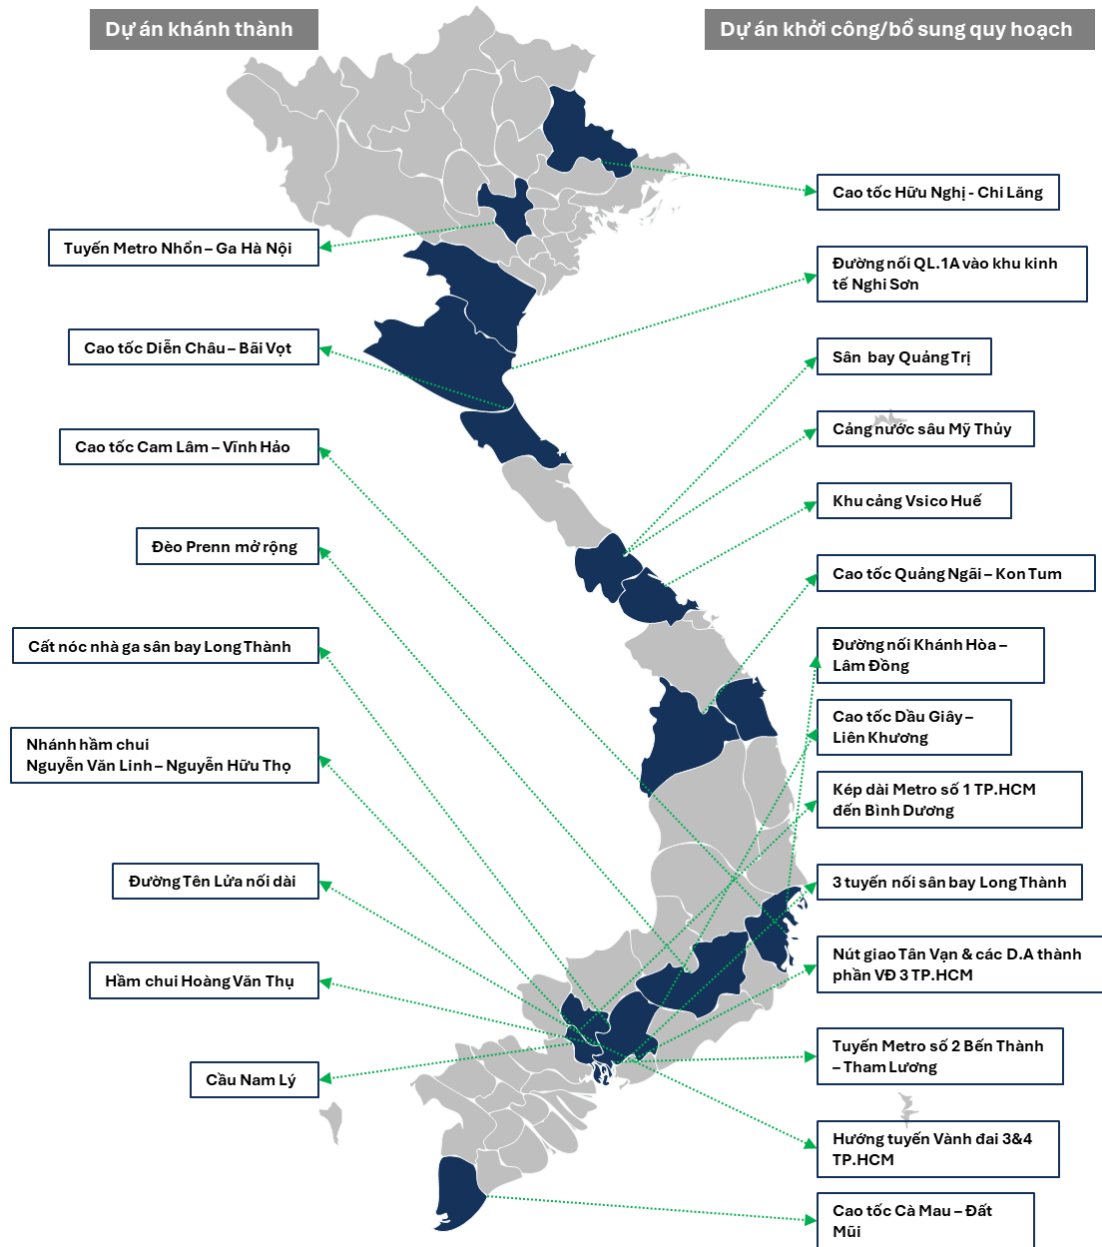 Dự án khánh thành
Dự án khởi công/bổ sung quy hoạch
Tuyến Metro Nhổn – Ga Hà Nội
Cao tốc Diễn Châu – Bãi Vọt
Cao tốc Cam Lâm – Vĩnh Hảo
Đèo Prenn mở rộng
Cất nóc nhà ga sân bay Long Thành
Nhánh hầm chui
Nguyễn Văn Linh – Nguyễn Hữu Thọ
Đường Tên Lửa nối dài
Hầm chui Hoàng Văn Thụ
Cầu Nam Lý
Cao tốc Hữu Nghị - Chi Lăng
Đường nối QL.1A vào khu kinh
tế Nghi Sơn
Sân bay Quảng Trị
Cảng nước sâu Mỹ Thủy
Khu cảng Vsico Huế
Cao tốc Quảng Ngãi – Kon Tum
Đường nối Khánh Hòa –
Lâm Đồng
Cao tốc Dầu Giây –
Liên Khương
Kép dài Metro số 1 TP.HCM
đến Bình Dương
3 tuyến nối sân bay Long Thành
Nút giao Tân Vạn & các D.A thành
phần VĐ 3 TP.HCM
Tuyến Metro số 2 Bến Thành
– Tham Lương
Hướng tuyến Vành đai 3&4
TP.HCM
Cao tốc Cà Mau – Đất
Mũi